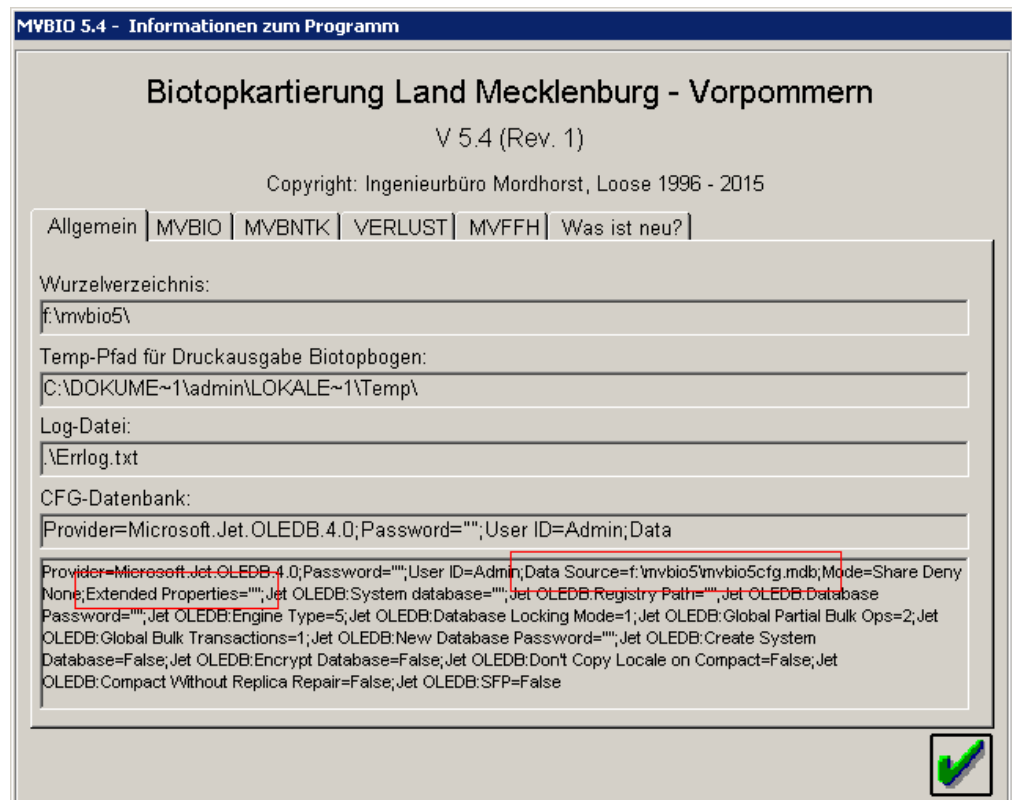 MVBIO 5.4 - Informationen zum Programm
Biotopkartierung Land Mecklenburg - Vorpommern
V 5.4 (Rev. 1)
Copyright: Ingenieurbüro Mordhorst, Loose 1996 - 2015
Allgemein MVBIO MVBNTK VERLUST MVFFH Was ist neu?
Wurzelverzeichnis:
f:\mvbio5\
Temp-Pfad für Druckausgabe Biotopbogen:
C:\DOKUME~1\admin\LOKALE~1\Temp\
Log-Datei:
.\Errlog.txt
CFG-Datenbank:
Provider=Microsoft.Jet.OLEDB.4.0;Password="";User ID=Admin;Data
Provider=Microsoft.Jet.OLEDB.4.0;Password="";User ID=Admin;Data Source=f:\mvbio5\mvbio5cfg.mdb;Mode=Share Deny
None;Extended Properties="";Jet OLEDB:System database="";Jet OLEDB:Registry Path="";Jet OLEDB:Database
Password="";Jet OLEDB:Engine Type=5;Jet OLEDB:Database Locking Mode=1;Jet OLEDB:Global Partial Bulk Ops=2;Jet
OLEDB:Global Bulk Transactions=1;Jet OLEDB:New Database Password="";Jet OLEDB:Create System
Database=False;Jet OLEDB:Encrypt Database=False;Jet OLEDB:Don't Copy Locale on Compact=False;Jet
OLEDB:Compact Without Replica Repair=False;Jet OLEDB:SFP=False